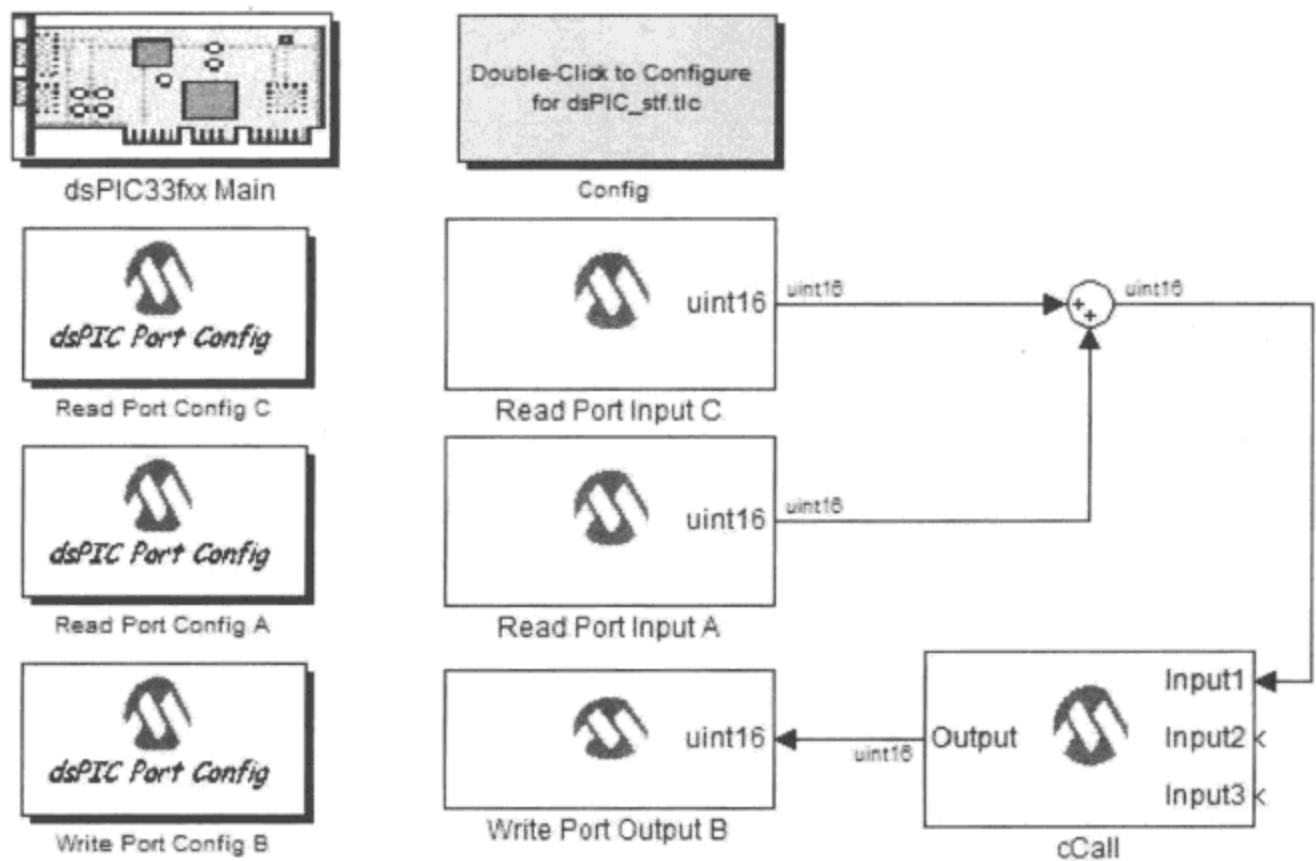 Double-Click to Configure
for dsPIC_stf.tlc
dsPIC33fxx Main
Config
dsPIC Port Config
Read Port Config C
uint16
uint16
uint16
Read Port Input C
dsPIC Port Config
Read Port Config A
uint16
uint16
Read Port Input A
dsPIC Port Config
Write Port Config B
uint16
uint16
Write Port Output B
Output
Input1
Input2
Input3
cCall